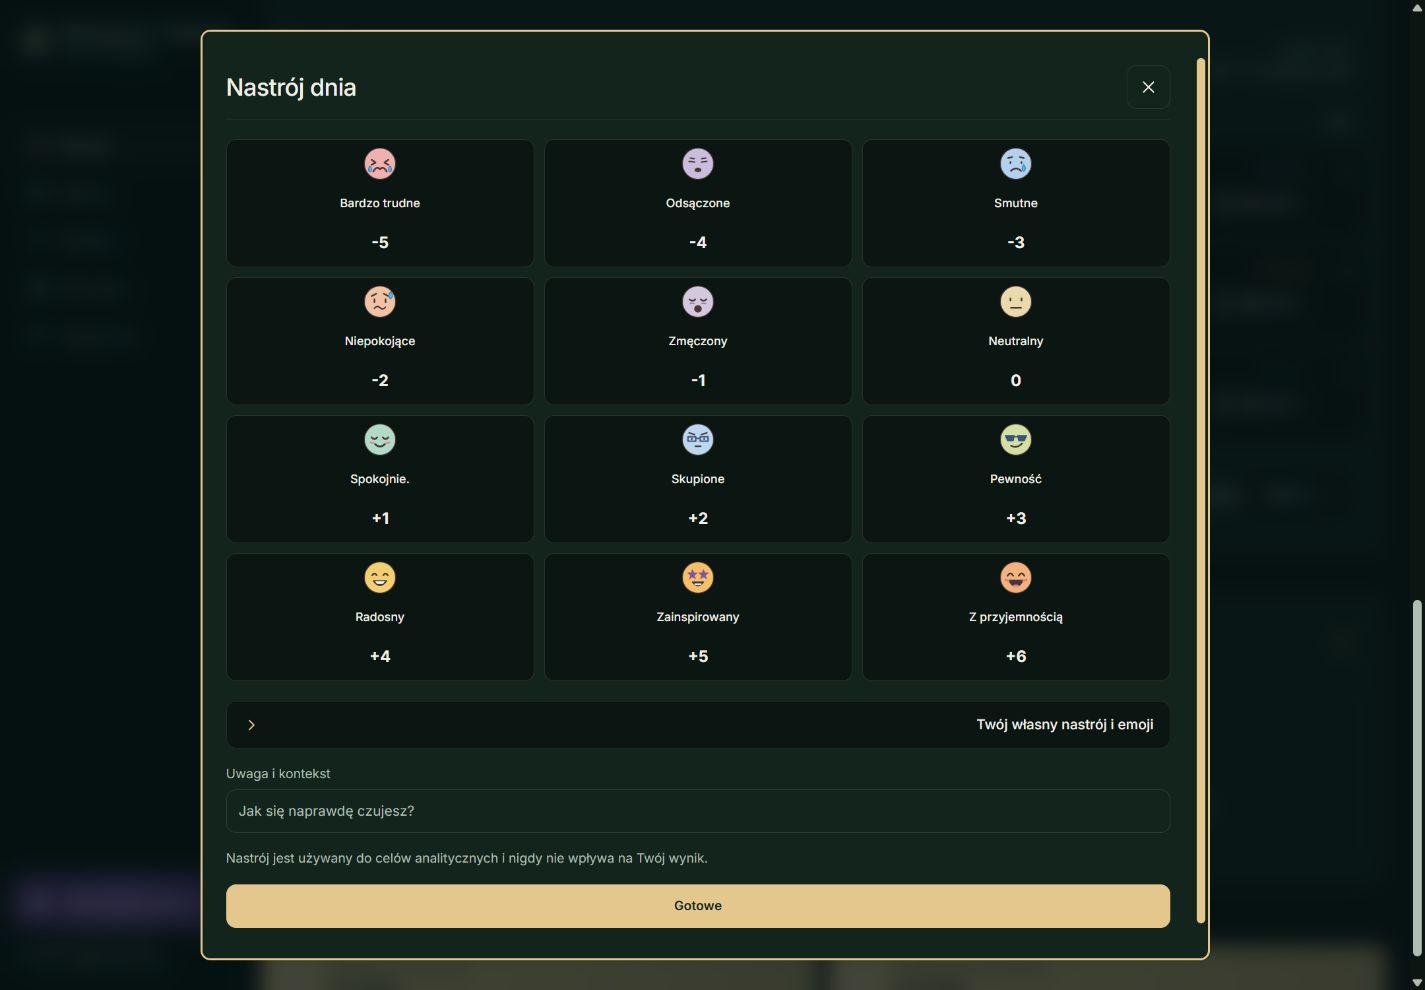 Nastrój dnia
Bardzo trudne
-5
Odsączone
-4
Smutne
-3
Niepokojące
-2
Zmęczony
-1
Neutralny
0
Spokojnie.
+1
Skupione
+2
Pewność
+3
Radosny
+4
Zainspirowany
+5
Z przyjemnością
+6
Twój własny nastrój i emoji
Uwaga i kontekst
Jak się naprawdę czujesz?
Nastrój jest używany do celów analitycznych i nigdy nie wpływa na Twój wynik.
Gotowe